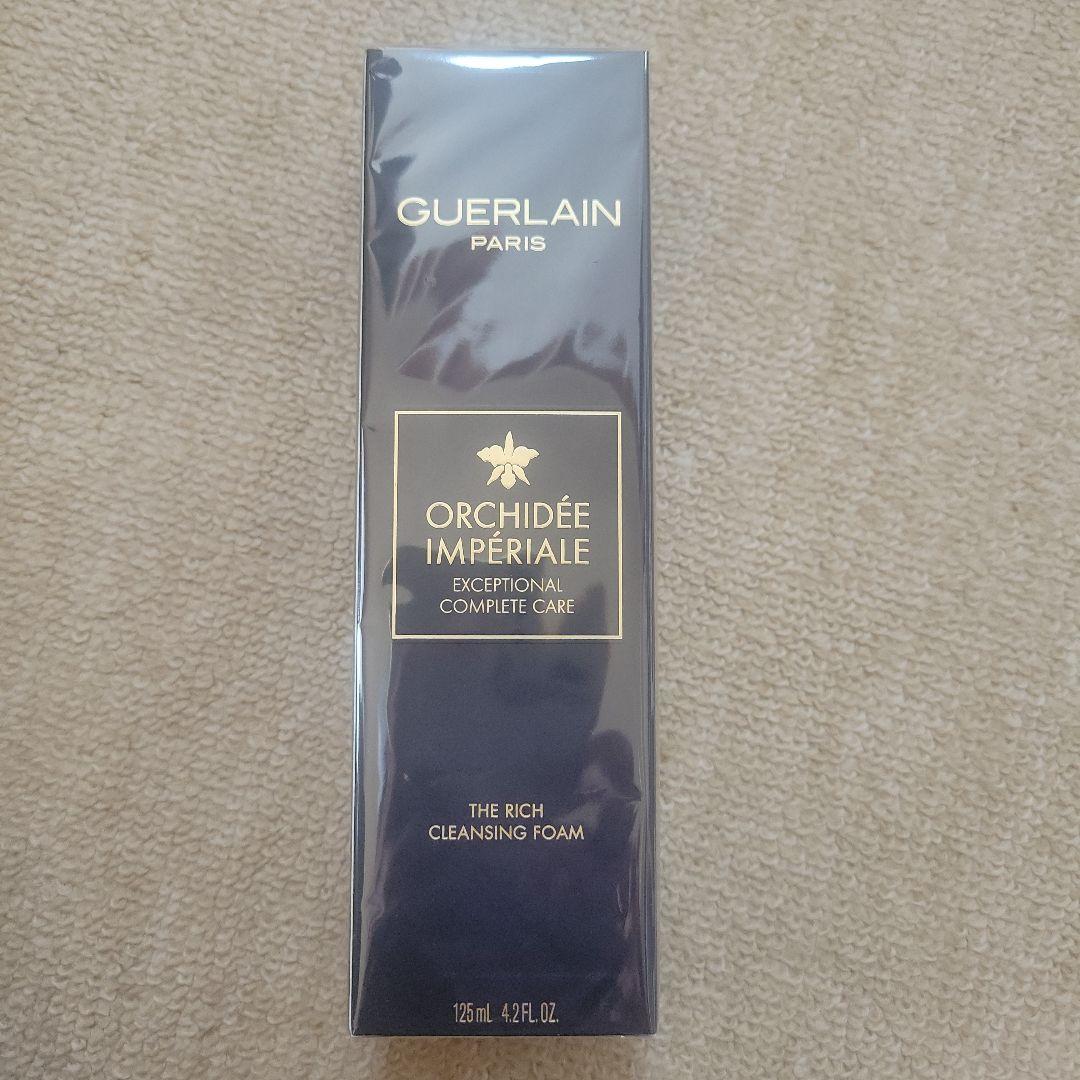 GUERLAIN
PARIS
ORCHIDÉE
IMPÉRIALE
EXCEPTIONAL
COMPLETE CARE
THE RICH
CLEANSING FOAM
125 mL 4.2 FL. OZ.